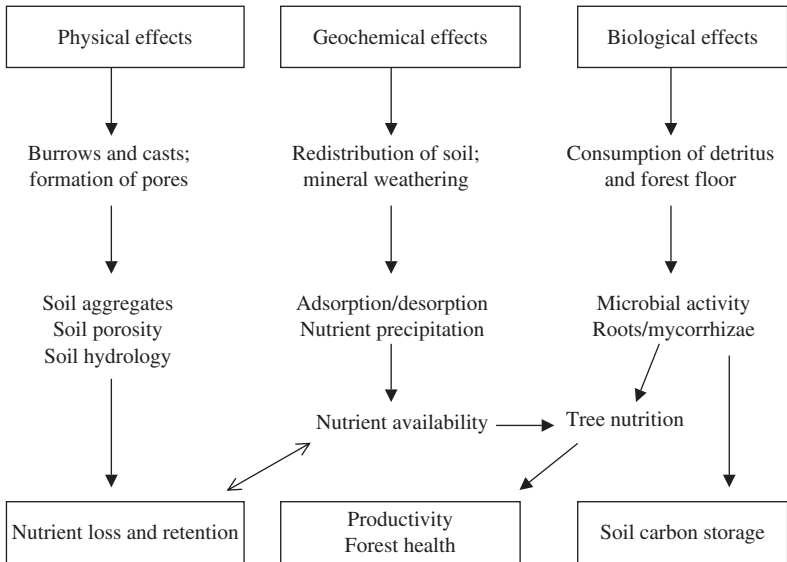 Physical effects
Geochemical effects
Biological effects
Burrows and casts;
formation of pores
Redistribution of soil;
mineral weathering
Consumption of detritus
and forest floor
Soil aggregates
Soil porosity
Soil hydrology
Adsorption/desorption
Nutrient precipitation
Microbial activity
Roots/mycorrhizae
Nutrient availability
Tree nutrition
Nutrient loss and retention
Productivity
Forest health
Soil carbon storage